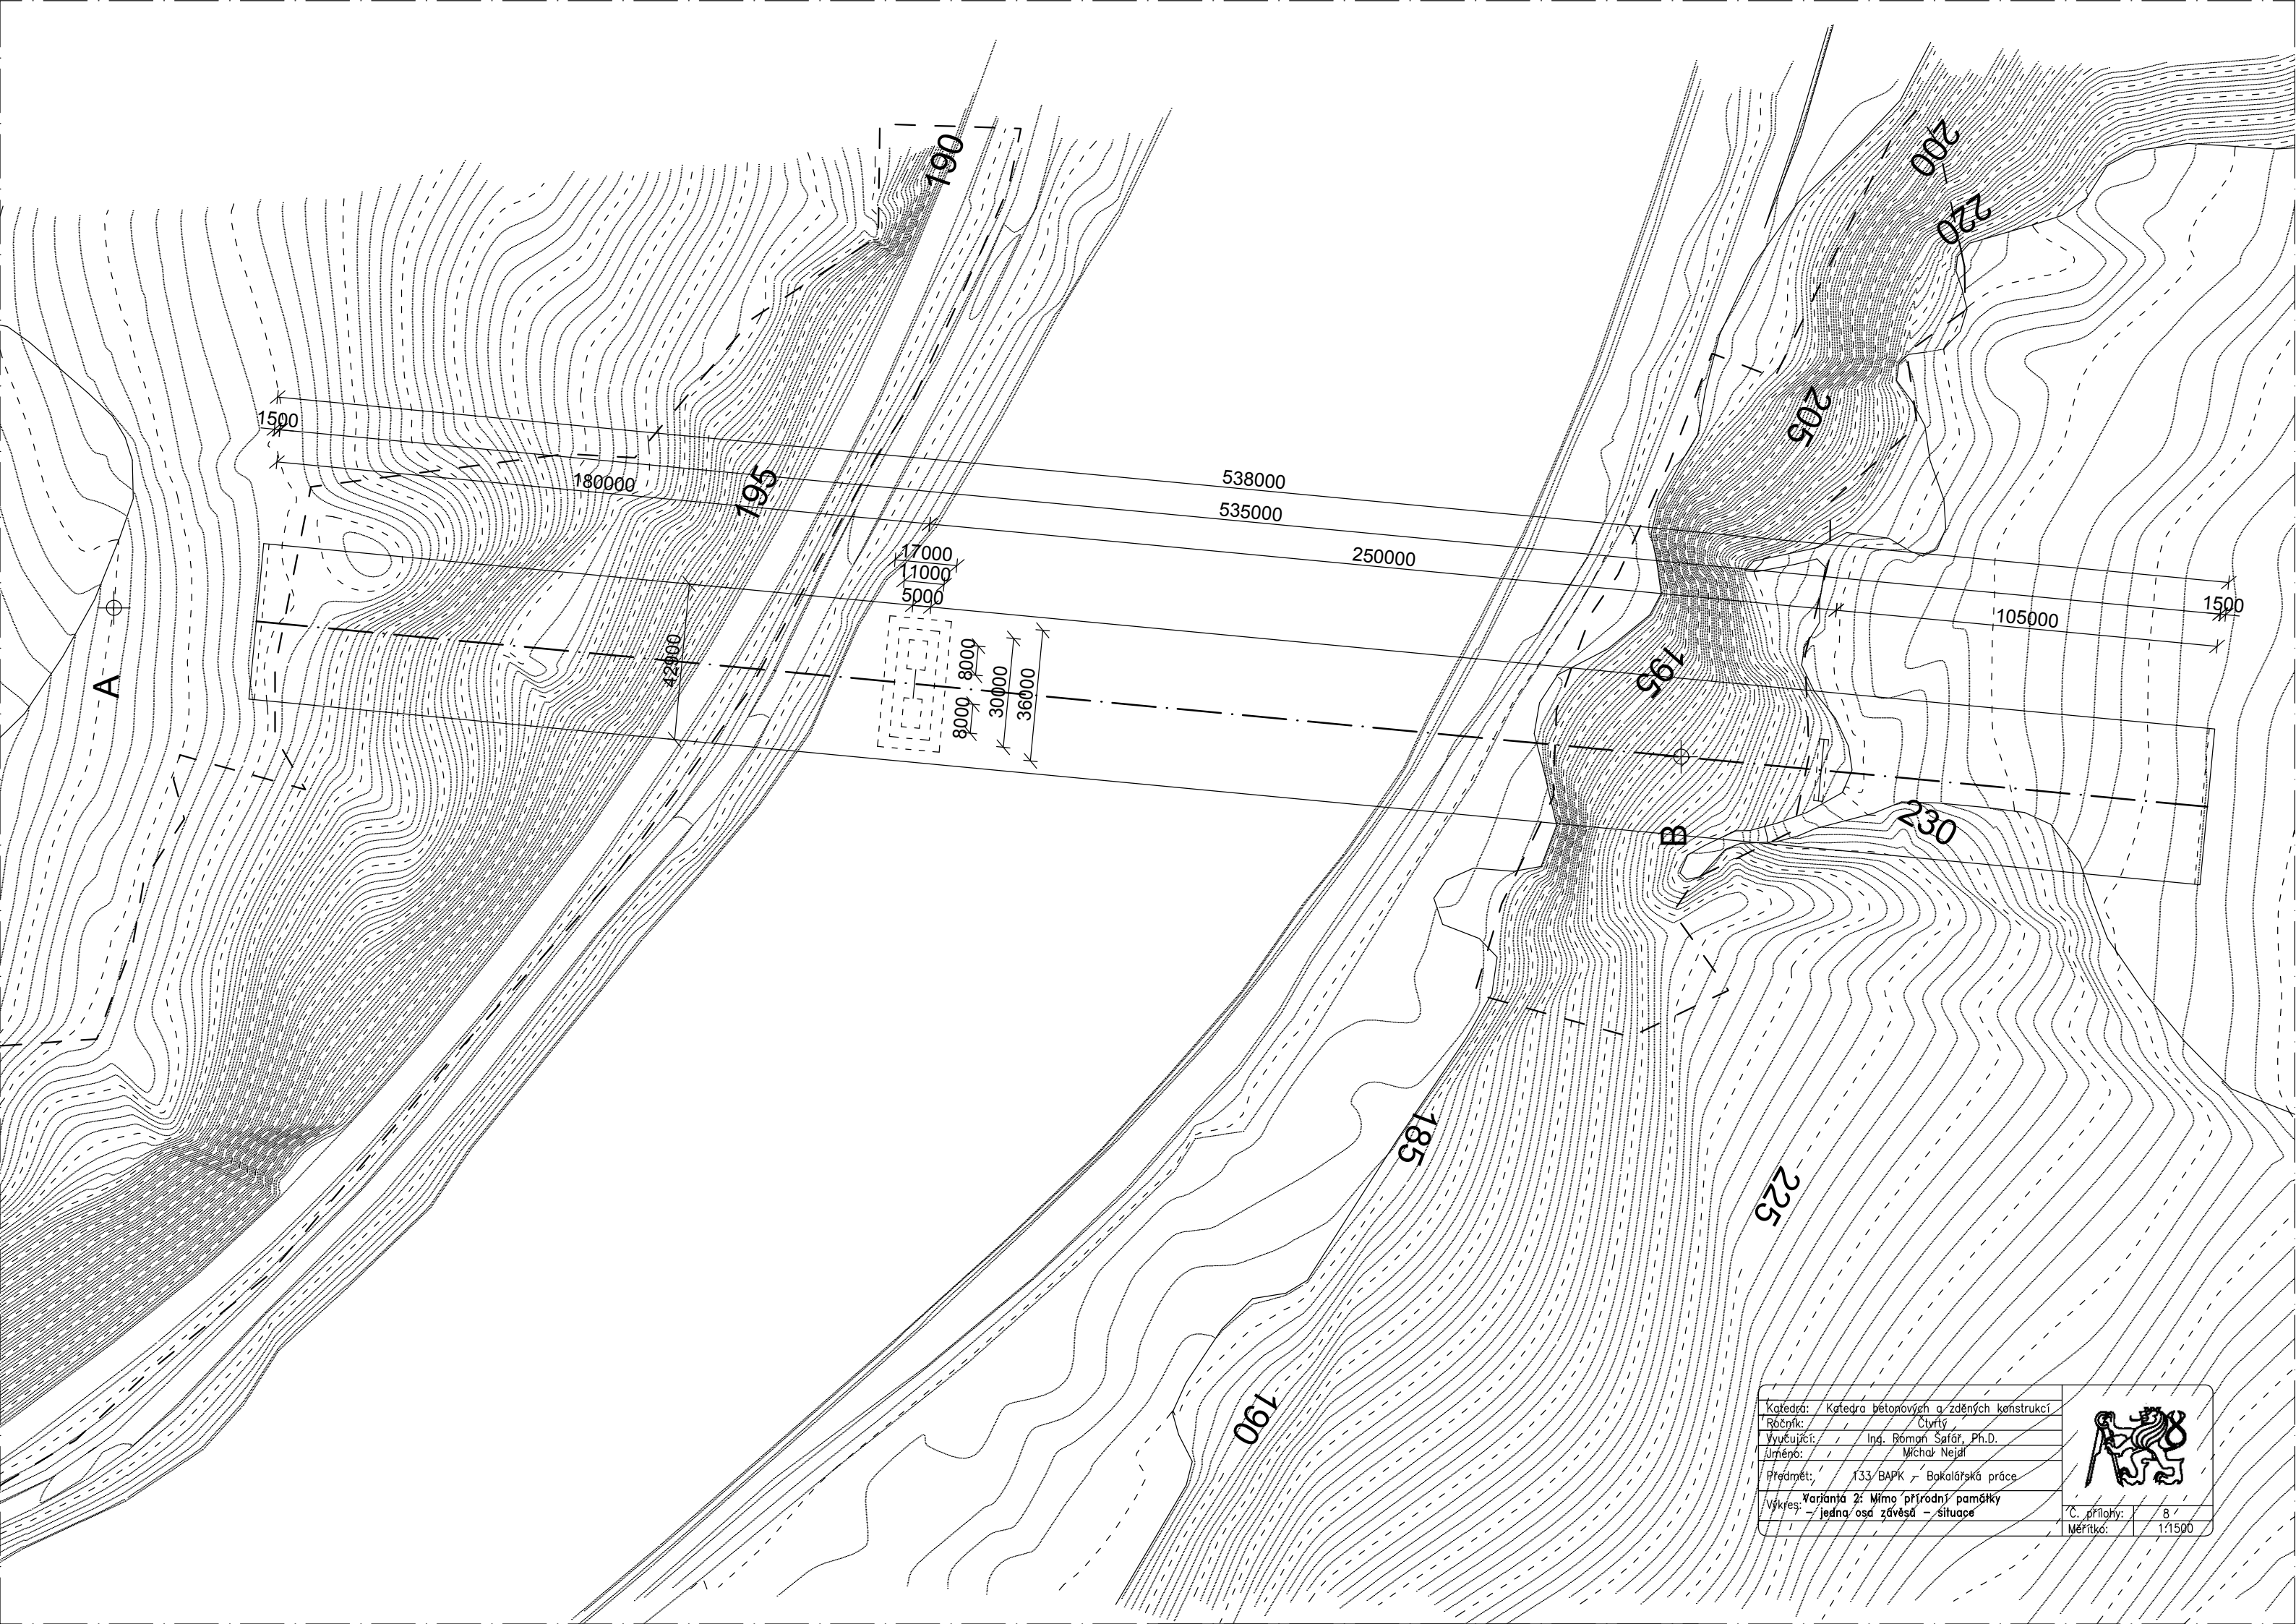 190
200
220
205
1500
538000
180000
195
535000
17000
11000
5000
250000
1500
105000
42900
8000
30000
36000
8000
195
A
B
230
185
225
190
Katedra: Katedra betonových a zděných konstrukcí
Ročník: Čtvrtý
Vyučující: Ing. Roman Šafář, Ph.D.
Jméno: Michal Nejdl
Předmět: 133 BAPK – Bakalářská práce
Výkres: Varianta 2: Mimo přírodní památky
– jedna osa závěsů – situace
Č. přílohy: 8
Měřítko: 1:1500